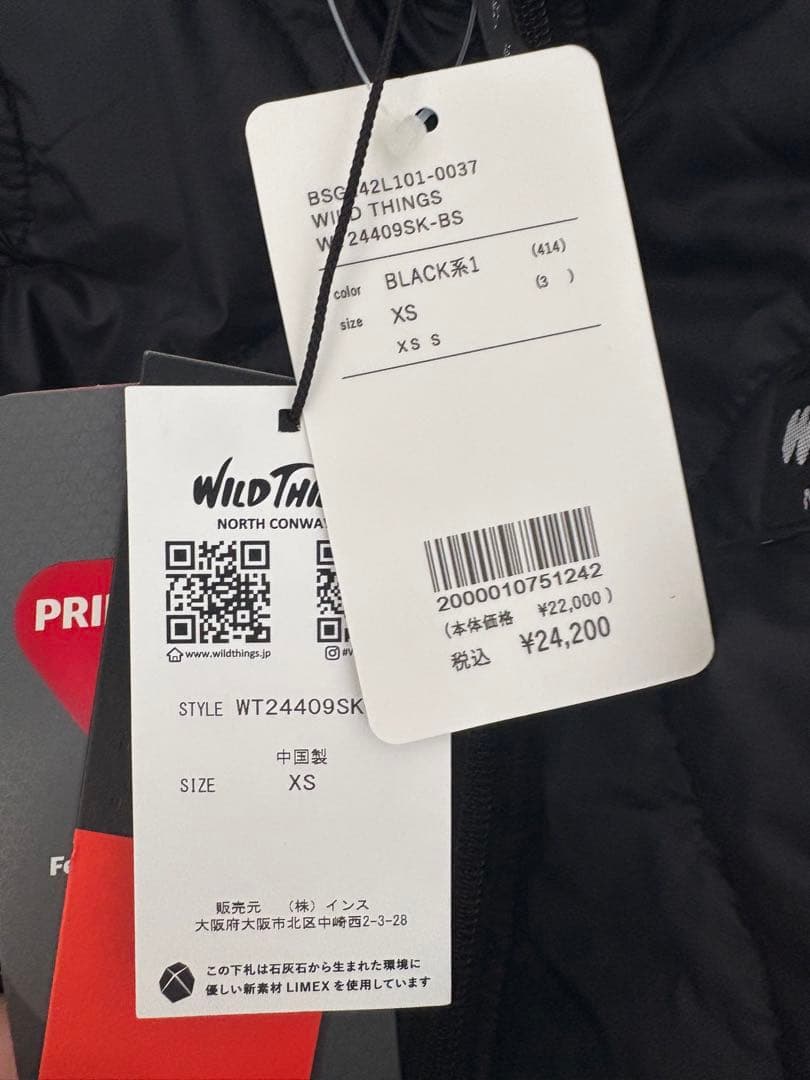 42L101-0037
WILD THINGS
24409SK-BS
color BLACK系1 (414)
size XS (3 )
XS S
2000010751242
(本体価格 ¥22,000 )
税込 ¥24,200
WILD
NORTH
www.wildthings.jp
STYLE WT24409SK
中国製
SIZE XS
販売元 (株) インス
大阪府大阪市北区中崎西2-3-28
この下札は石灰石から生まれた環境に
優しい新素材 LIMEX を使用しています